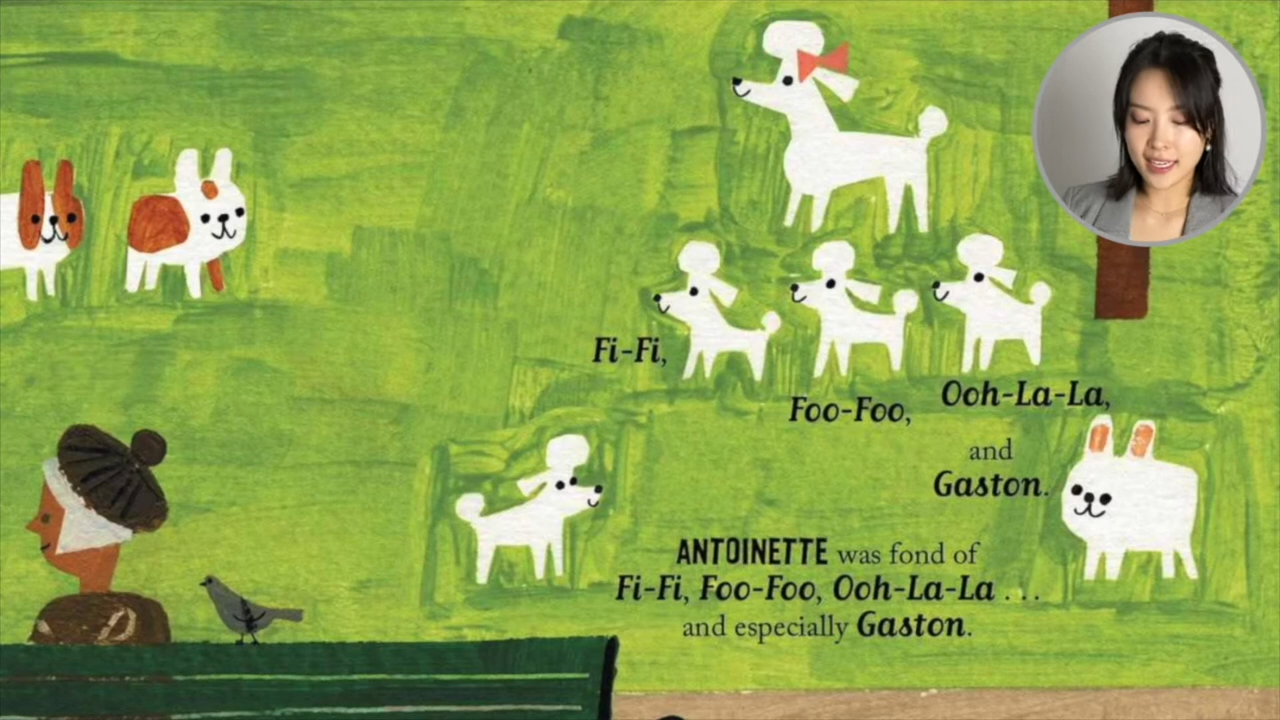 Fi-Fi,
Foo-Foo,
Ooh-La-La,
and
Gaston.
ANTOINETTE was fond of
Fi-Fi, Foo-Foo, Ooh-La-La . . .
and especially Gaston.